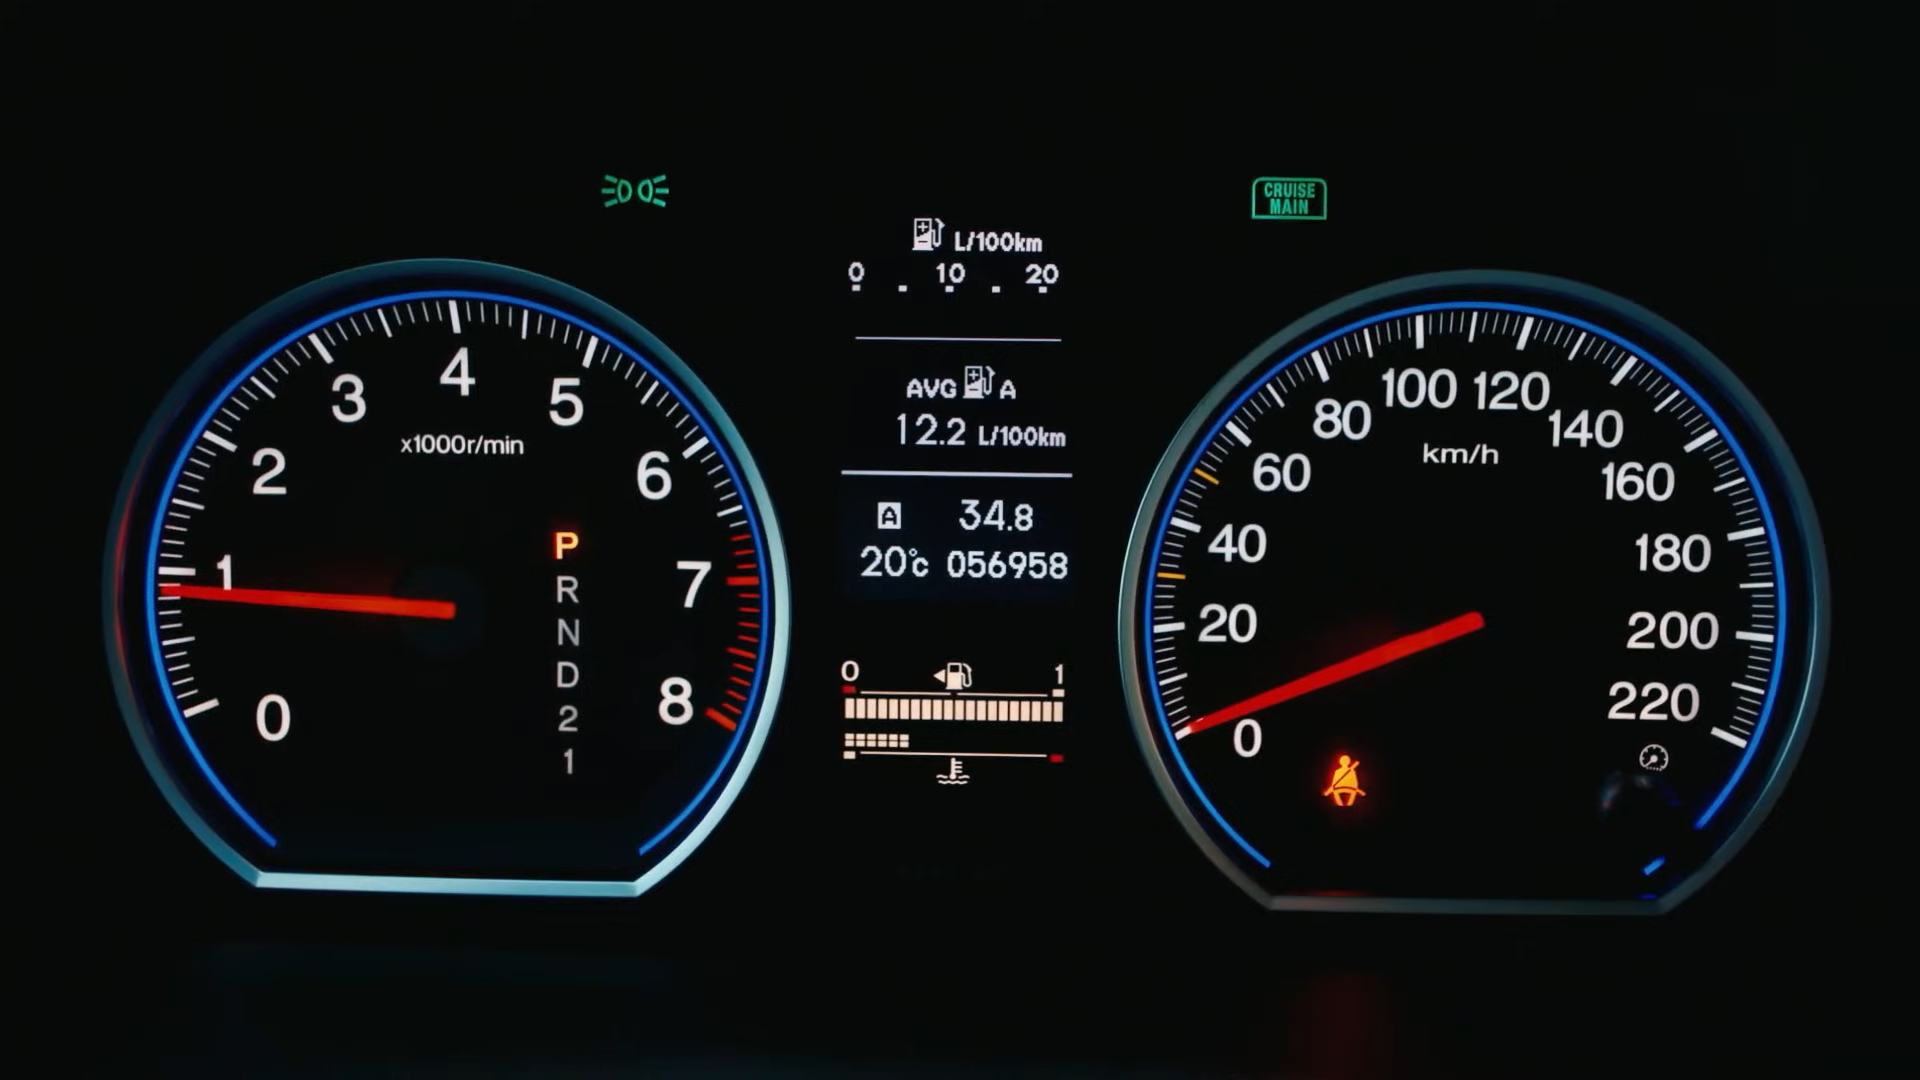 CRUISE
MAIN
L/100km
0 . 10 . 20
AVG A
12.2 L/100km
A 34.8
20°C 056958
0 1
0
1
2
3
4
5
6
7
8
x1000r/min
P
R
N
D
2
1
0
20
40
60
80
100
120
140
160
180
200
220
km/h